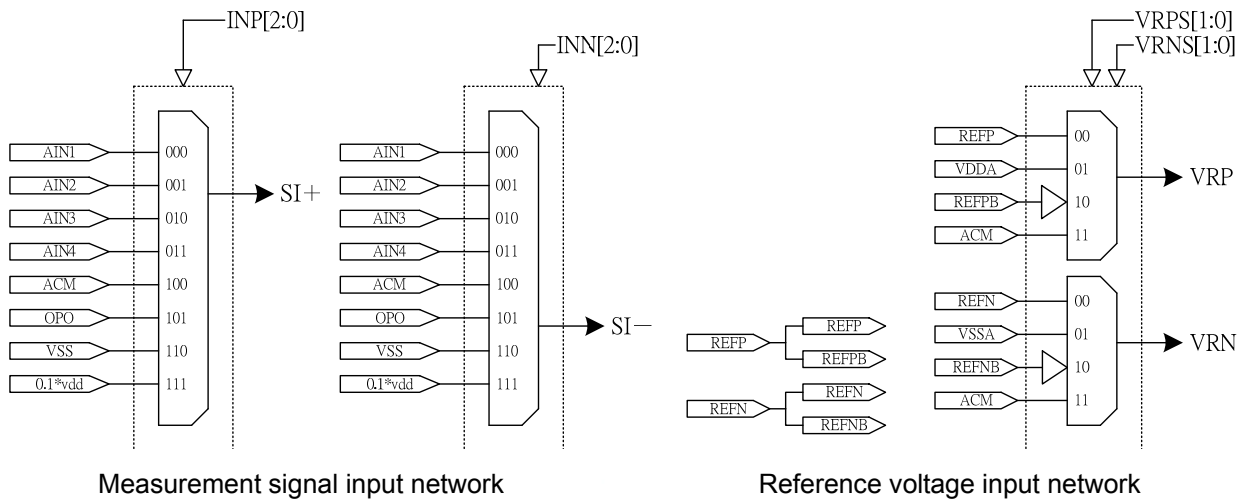 INP[2:0]
AIN1 000
AIN2 001
AIN3 010
AIN4 011
ACM 100
OPO 101
VSS 110
0.1*vdd 111
SI+
INN[2:0]
AIN1 000
AIN2 001
AIN3 010
AIN4 011
ACM 100
OPO 101
VSS 110
0.1*vdd 111
SI−
Measurement signal input network
REFP
REFP
REFPB
REFN
REFN
REFNB
VRPS[1:0]
VRNS[1:0]
REFP 00
VDDA 01
REFPB 10
ACM 11
VRP
REFN 00
VSSA 01
REFNB 10
ACM 11
VRN
Reference voltage input network